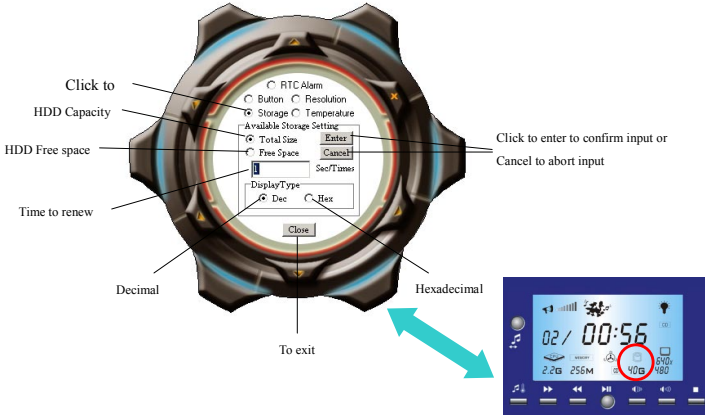 RTC Alarm
Button Resolution
Storage Temperature
Available Storage Setting
Total Size Enter
Free Space Cancel
1 Sec/Times
DisplayType
Dec Hex
Close
Click to
HDD Capacity
HDD Free space
Time to renew
Decimal
To exit
Hexadecimal
Click to enter to confirm input or
Cancel to abort input
02/ 00:56
640x
480
2.2G 256M 40G